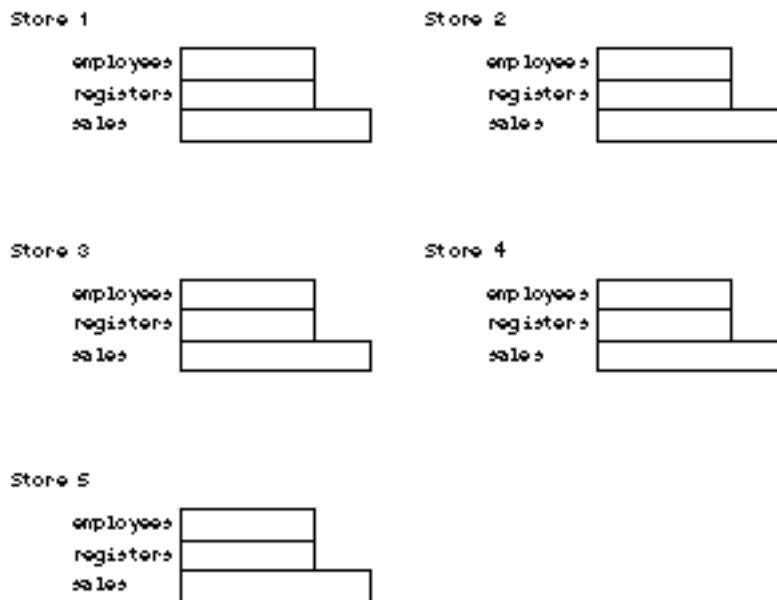 Store 1
employees
registers
sales
Store 2
employees
registers
sales
Store 3
employees
registers
sales
Store 4
employees
registers
sales
Store 5
employees
registers
sales